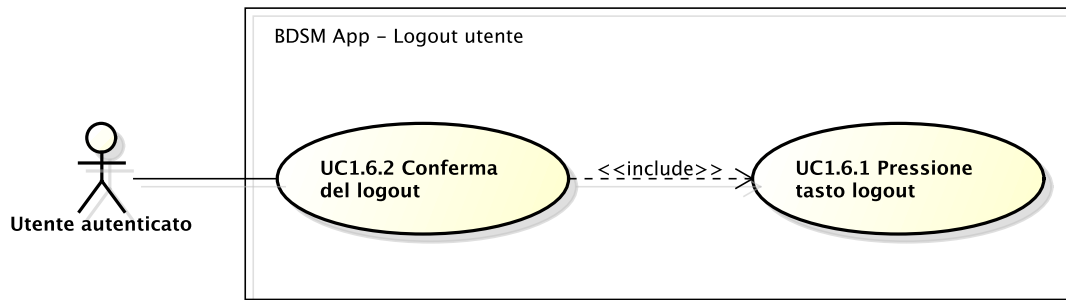 BDSM App - Logout utente
UC1.6.2 Conferma
del logout
<<include>>
UC1.6.1 Pressione
tasto logout
Utente autenticato